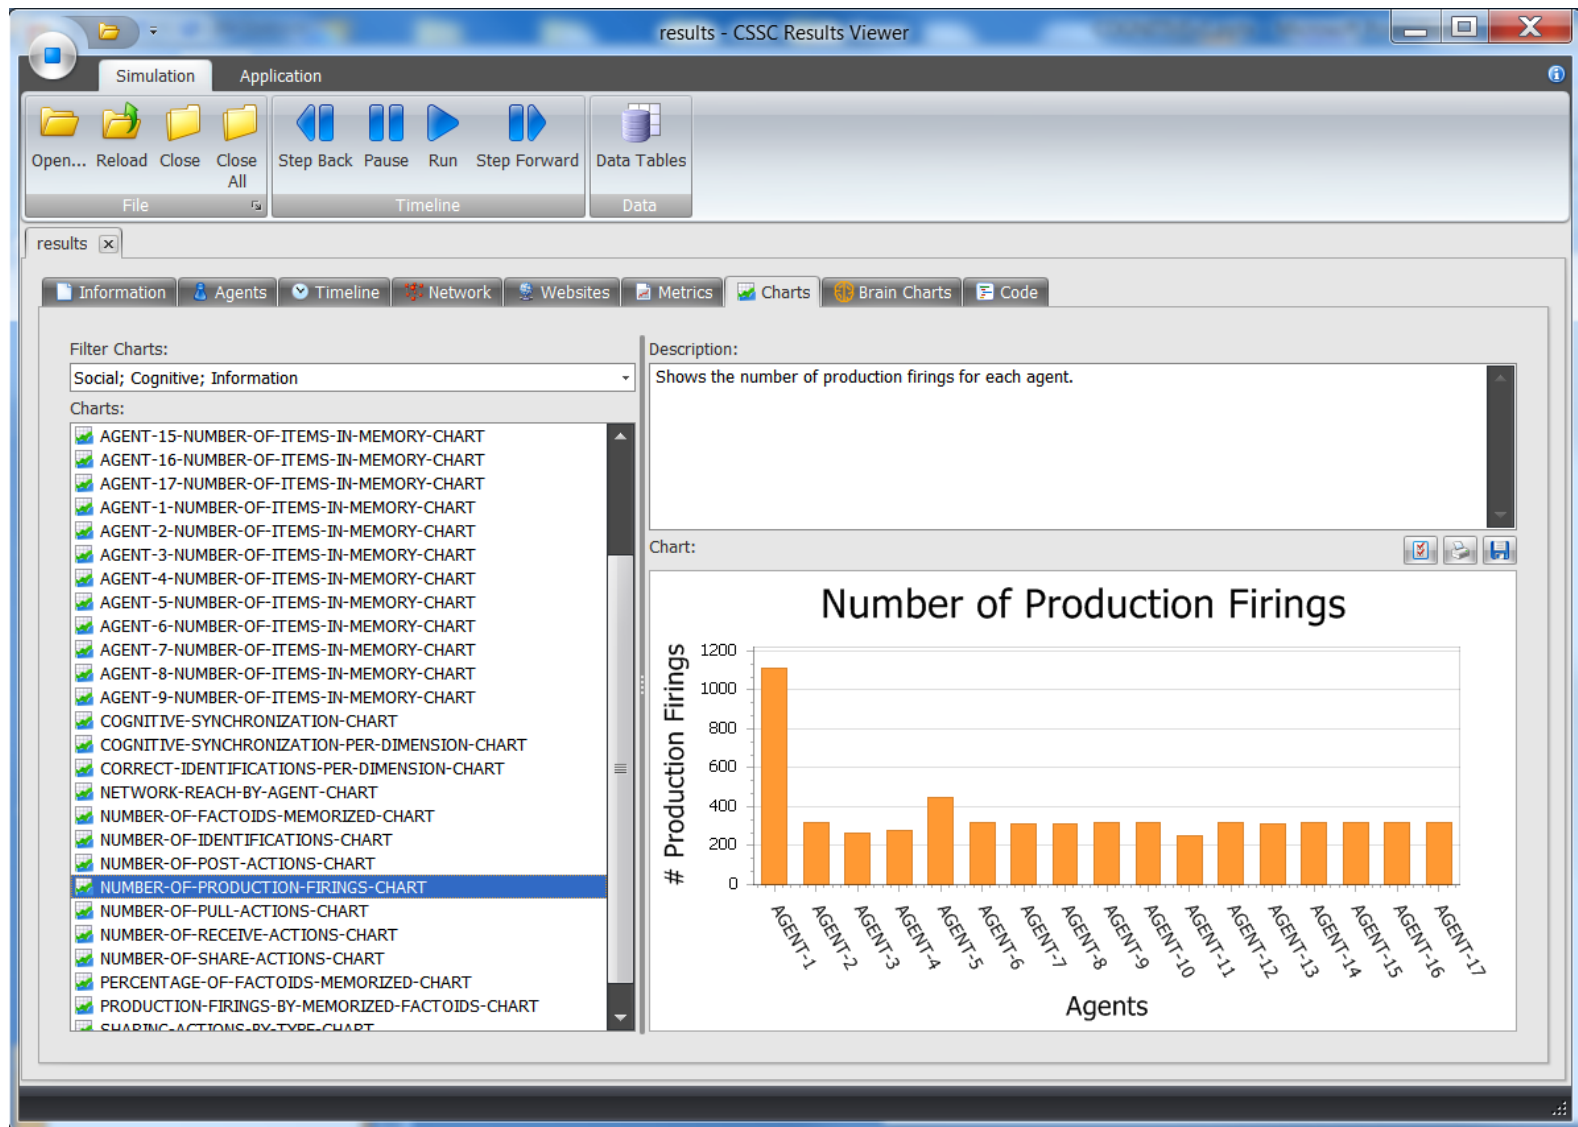 results - CSSC Results Viewer
Simulation Application
Open... Reload Close Close All Step Back Pause Run Step Forward Data Tables
File Timeline Data
results
Information Agents Timeline Network Websites Metrics Charts Brain Charts Code
Filter Charts:
Social; Cognitive; Information
Charts:
AGENT-15-NUMBER-OF-ITEMS-IN-MEMORY-CHART
AGENT-16-NUMBER-OF-ITEMS-IN-MEMORY-CHART
AGENT-17-NUMBER-OF-ITEMS-IN-MEMORY-CHART
AGENT-1-NUMBER-OF-ITEMS-IN-MEMORY-CHART
AGENT-2-NUMBER-OF-ITEMS-IN-MEMORY-CHART
AGENT-3-NUMBER-OF-ITEMS-IN-MEMORY-CHART
AGENT-4-NUMBER-OF-ITEMS-IN-MEMORY-CHART
AGENT-5-NUMBER-OF-ITEMS-IN-MEMORY-CHART
AGENT-6-NUMBER-OF-ITEMS-IN-MEMORY-CHART
AGENT-7-NUMBER-OF-ITEMS-IN-MEMORY-CHART
AGENT-8-NUMBER-OF-ITEMS-IN-MEMORY-CHART
AGENT-9-NUMBER-OF-ITEMS-IN-MEMORY-CHART
COGNITIVE-SYNCHRONIZATION-CHART
COGNITIVE-SYNCHRONIZATION-PER-DIMENSION-CHART
CORRECT-IDENTIFICATIONS-PER-DIMENSION-CHART
NETWORK-REACH-BY-AGENT-CHART
NUMBER-OF-FACTOIDS-MEMORIZED-CHART
NUMBER-OF-IDENTIFICATIONS-CHART
NUMBER-OF-POST-ACTIONS-CHART
NUMBER-OF-PRODUCTION-FIRINGS-CHART
NUMBER-OF-PULL-ACTIONS-CHART
NUMBER-OF-RECEIVE-ACTIONS-CHART
NUMBER-OF-SHARE-ACTIONS-CHART
PERCENTAGE-OF-FACTOIDS-MEMORIZED-CHART
PRODUCTION-FIRINGS-BY-MEMORIZED-FACTOIDS-CHART
SHARING-ACTIONS-BY-TYPE-CHART
Description:
Shows the number of production firings for each agent.
Chart:
Number of Production Firings
# Production Firings
1200
1000
800
600
400
200
0
AGENT-1
AGENT-2
AGENT-3
AGENT-4
AGENT-5
AGENT-6
AGENT-7
AGENT-8
AGENT-9
AGENT-10
AGENT-11
AGENT-12
AGENT-13
AGENT-14
AGENT-15
AGENT-16
AGENT-17
Agents